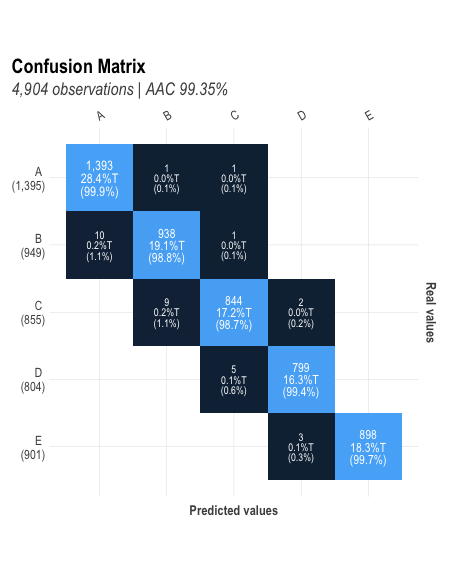 Confusion Matrix
4,904 observations | AAC 99.35%
A B C D E
A
(1,395)
1,393
28.4%T
(99.9%)
1
0.0%T
(0.1%)
1
0.0%T
(0.1%)
B
(949)
10
0.2%T
(1.1%)
938
19.1%T
(98.8%)
1
0.0%T
(0.1%)
C
(855)
9
0.2%T
(1.1%)
844
17.2%T
(98.7%)
2
0.0%T
(0.2%)
D
(804)
5
0.1%T
(0.6%)
799
16.3%T
(99.4%)
E
(901)
3
0.1%T
(0.3%)
898
18.3%T
(99.7%)
Real values
Predicted values